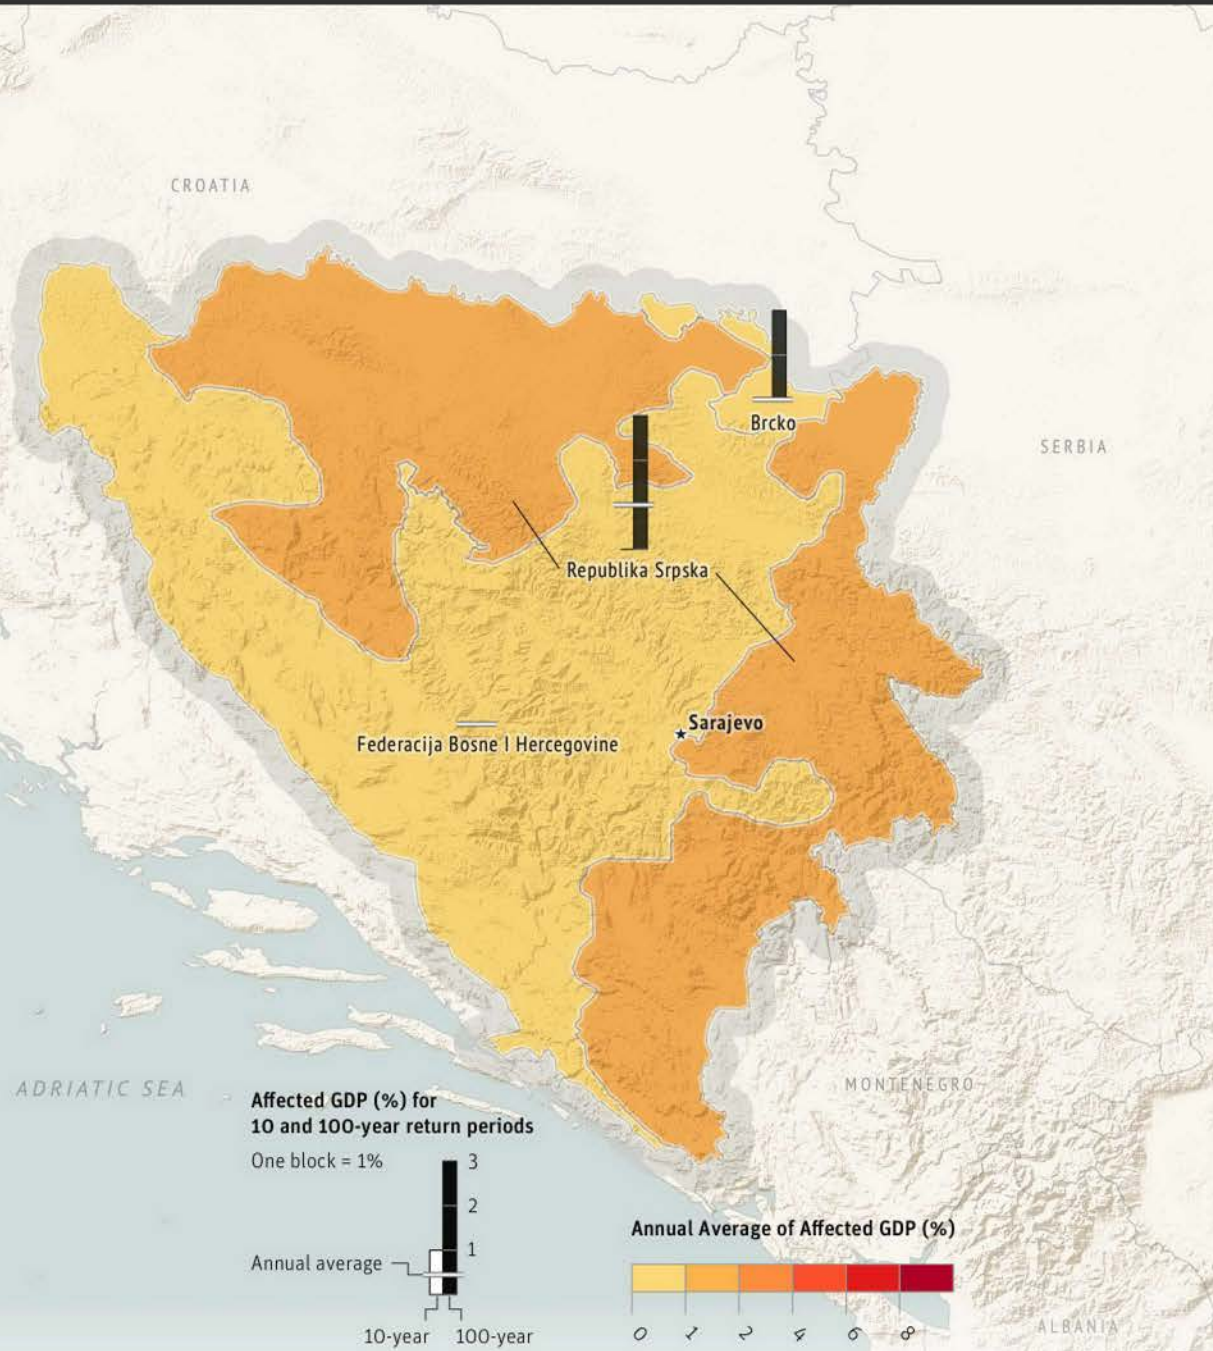 CROATIA
SERBIA
Brcko
Republika Srpska
Sarajevo
Federacija Bosne I Hercegovine
ADRIATIC SEA
MONTENEGRO
ALBANIA
Affected GDP (%) for
10 and 100-year return periods
One block = 1%
3
2
1
Annual average
10-year 100-year
Annual Average of Affected GDP (%)
0 1 2 4 6 8